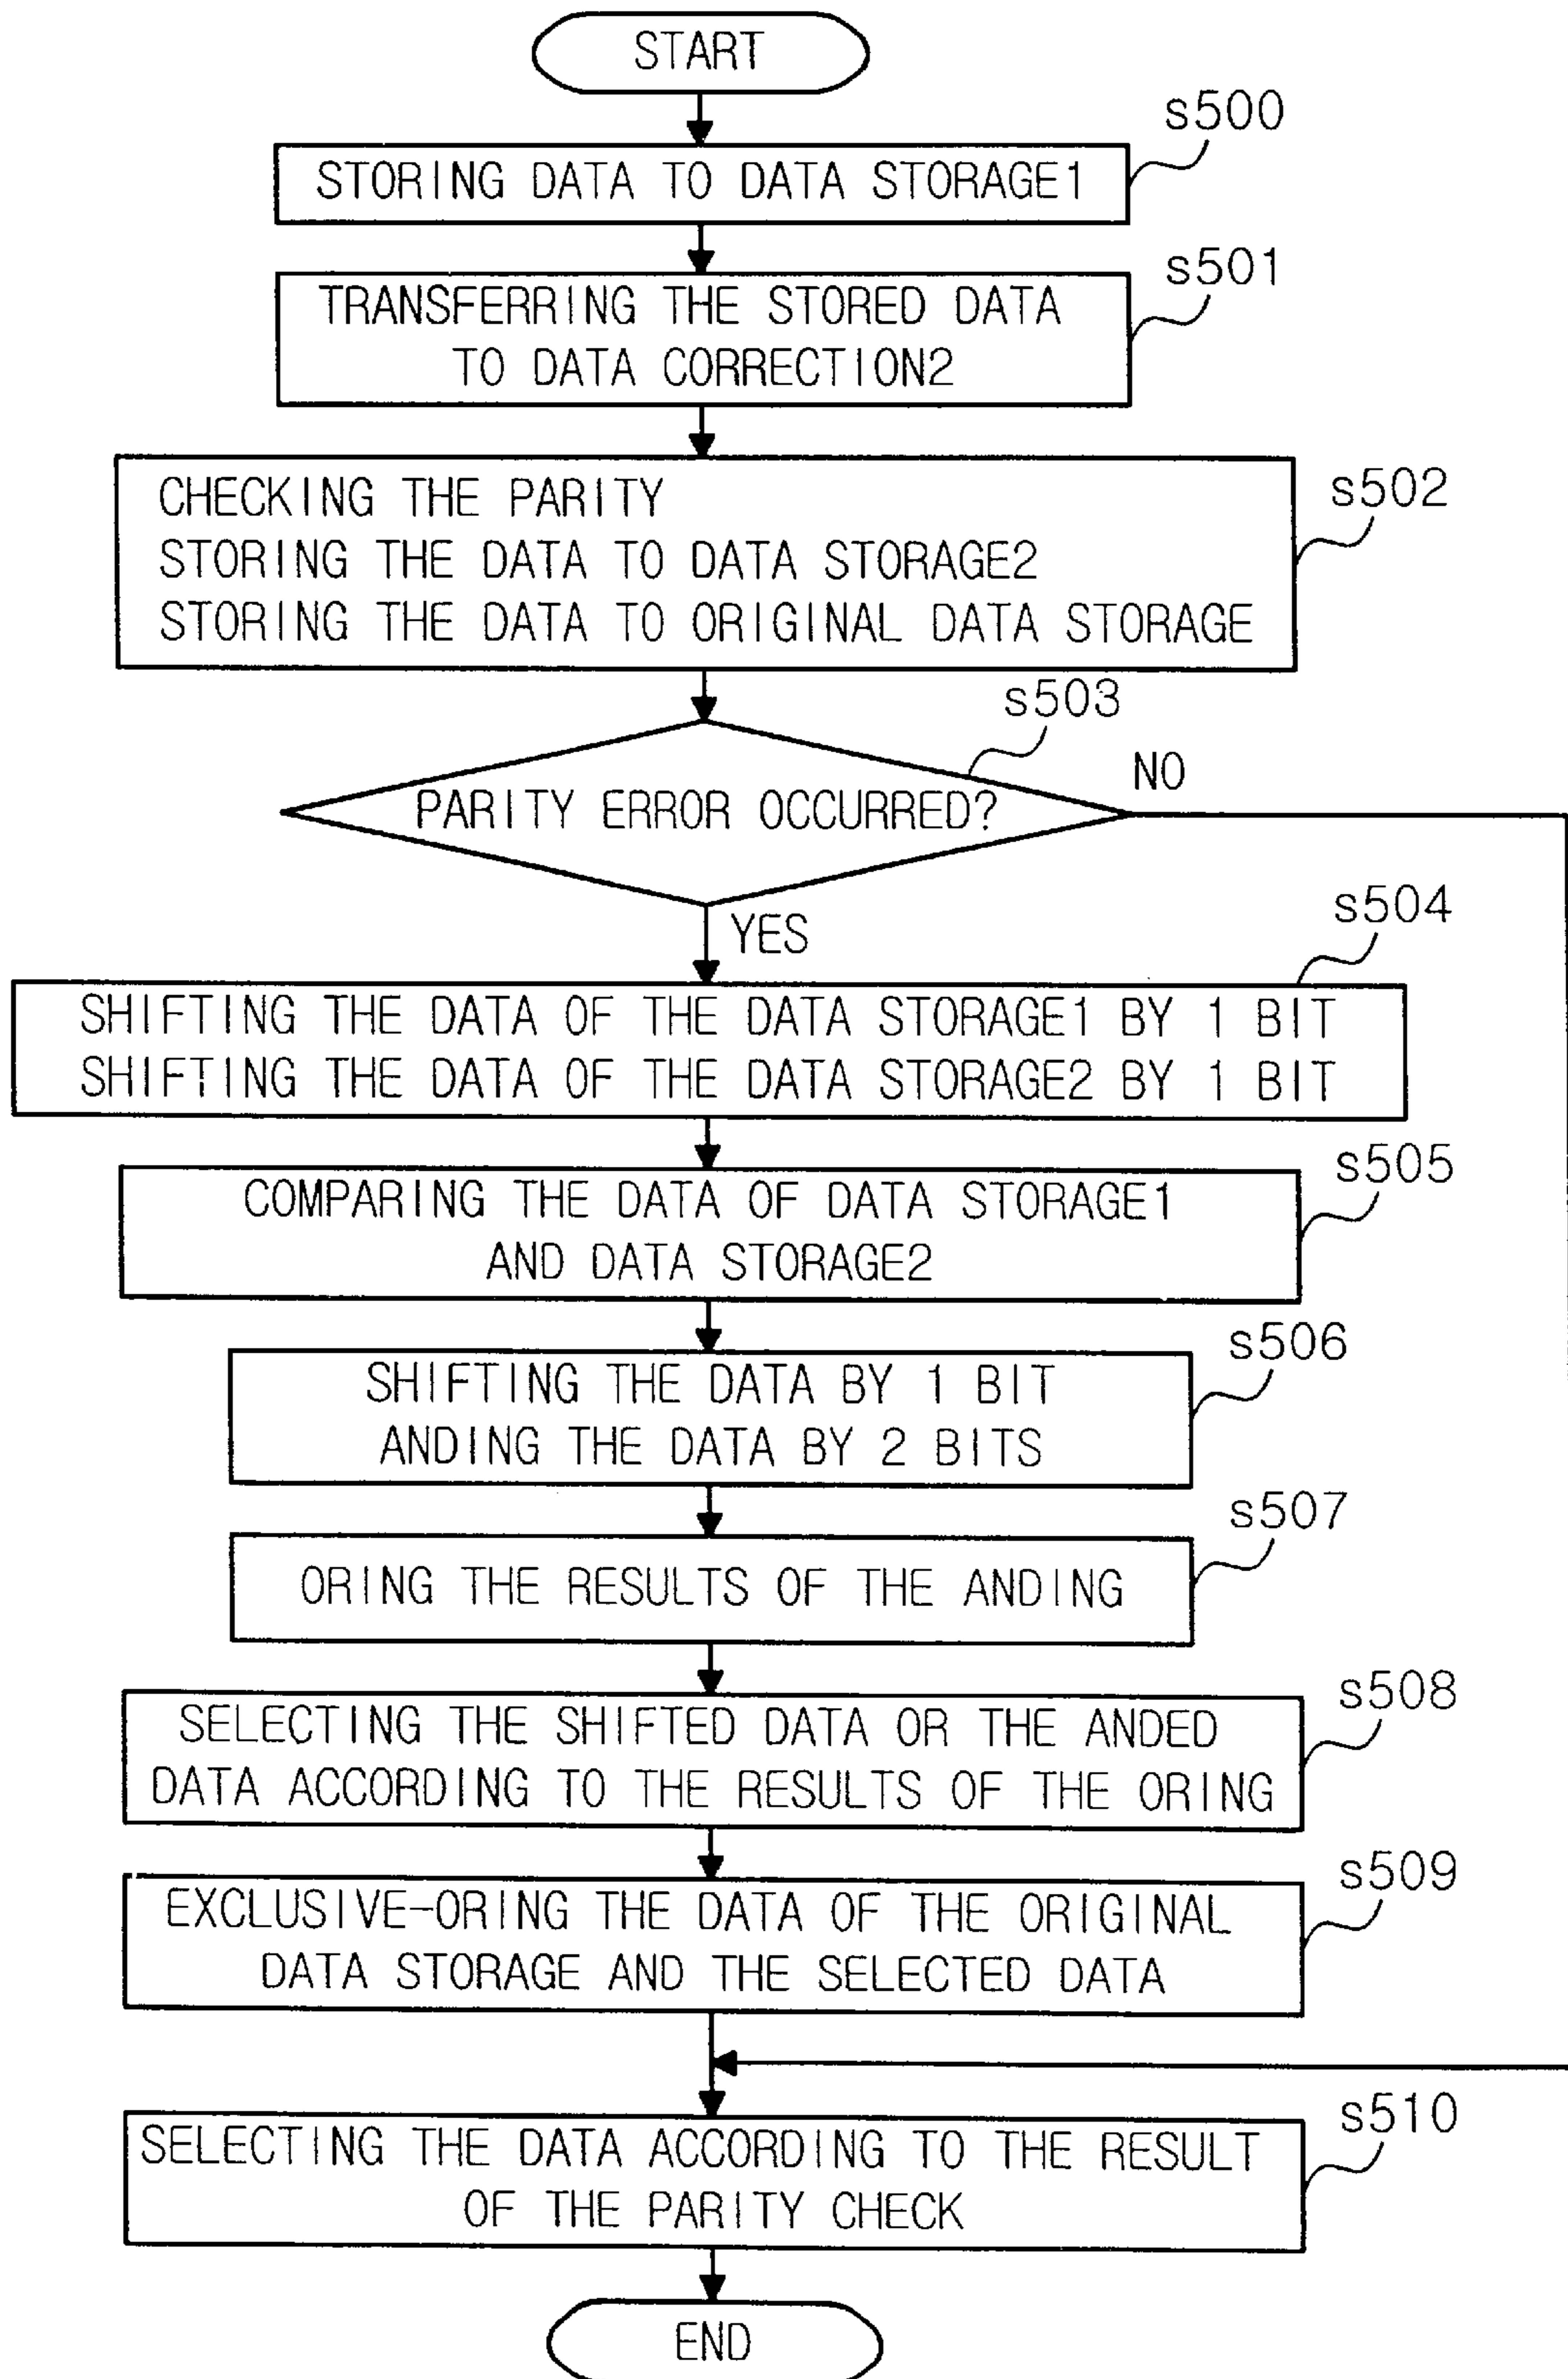 START
s500
STORING DATA TO DATA STORAGE1
s501
TRANSFERRING THE STORED DATA
TO DATA CORRECTION2
s502
CHECKING THE PARITY
STORING THE DATA TO DATA STORAGE2
STORING THE DATA TO ORIGINAL DATA STORAGE
s503
NO
PARITY ERROR OCCURRED?
YES
s504
SHIFTING THE DATA OF THE DATA STORAGE1 BY 1 BIT
SHIFTING THE DATA OF THE DATA STORAGE2 BY 1 BIT
s505
COMPARING THE DATA OF DATA STORAGE1
AND DATA STORAGE2
s506
SHIFTING THE DATA BY 1 BIT
ANDING THE DATA BY 2 BITS
s507
ORING THE RESULTS OF THE ANDING
s508
SELECTING THE SHIFTED DATA OR THE ANDED
DATA ACCORDING TO THE RESULTS OF THE ORING
s509
EXCLUSIVE-ORING THE DATA OF THE ORIGINAL
DATA STORAGE AND THE SELECTED DATA
s510
SELECTING THE DATA ACCORDING TO THE RESULT
OF THE PARITY CHECK
END